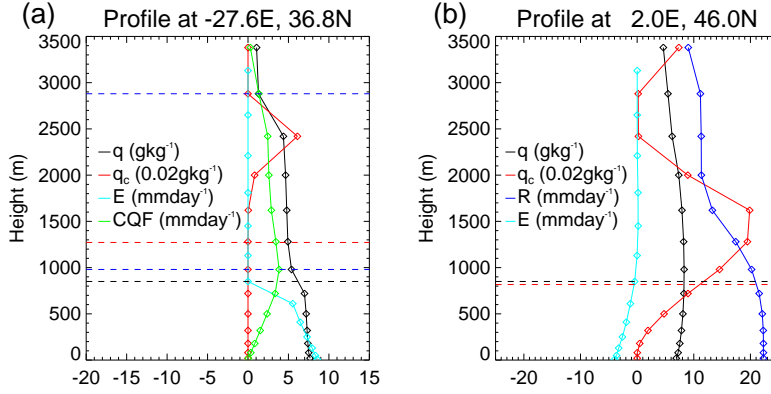 (a) Profile at -27.6E, 36.8N
Height (m)
3500
3000
2500
2000
1500
1000
500
0
q (gkg⁻¹)
q_c (0.02gkg⁻¹)
E (mmday⁻¹)
CQF (mmday⁻¹)
-20 -15 -10 -5 0 5 10 15
(b) Profile at 2.0E, 46.0N
Height (m)
3500
3000
2500
2000
1500
1000
500
0
q (gkg⁻¹)
q_c (0.02gkg⁻¹)
R (mmday⁻¹)
E (mmday⁻¹)
-20 -10 0 10 20